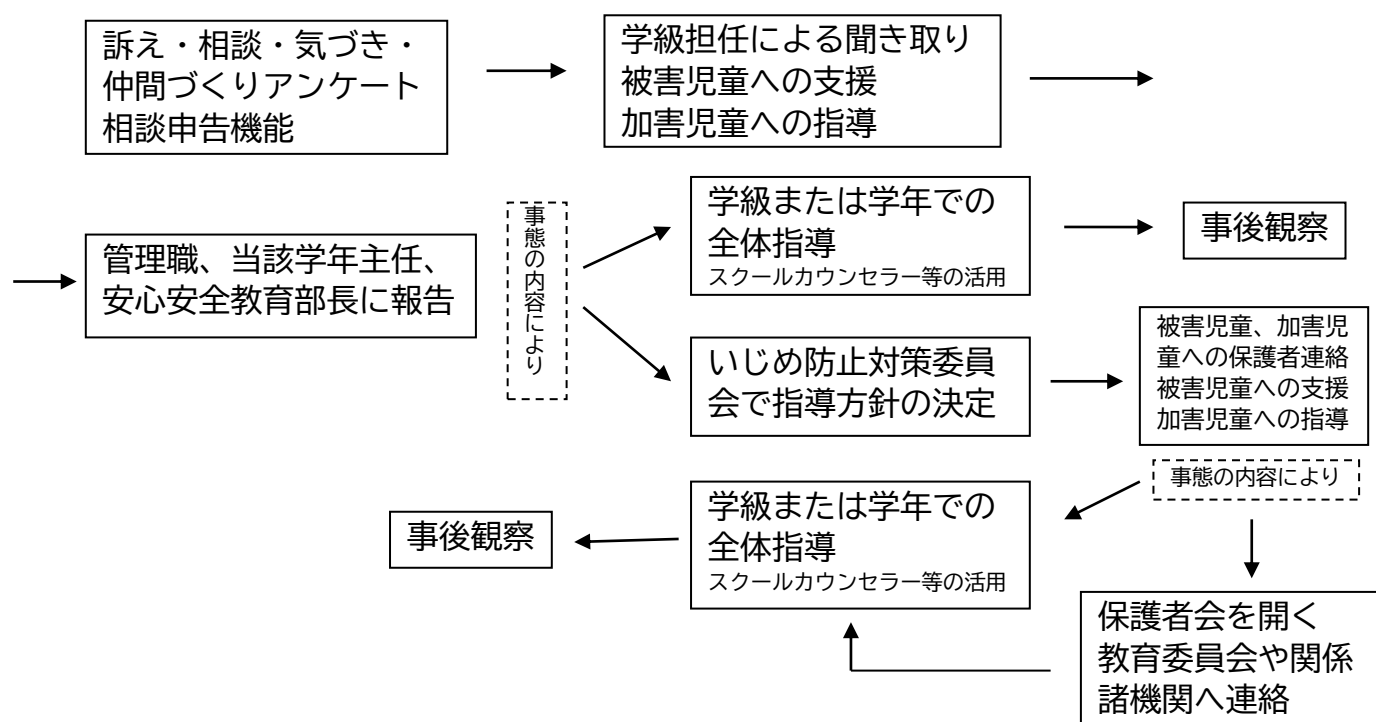 訴え・相談・気づき・
仲間づくりアンケート
相談申告機能
学級担任による聞き取り
被害児童への支援
加害児童への指導
管理職、当該学年主任、
安心安全教育部長に報告
事態の内容により
学級または学年での
全体指導
スクールカウンセラー等の活用
事後観察
いじめ防止対策委員
会で指導方針の決定
被害児童、加害児
童への保護者連絡
被害児童への支援
加害児童への指導
事態の内容により
学級または学年での
全体指導
スクールカウンセラー等の活用
事後観察
保護者会を開く
教育委員会や関係
諸機関へ連絡